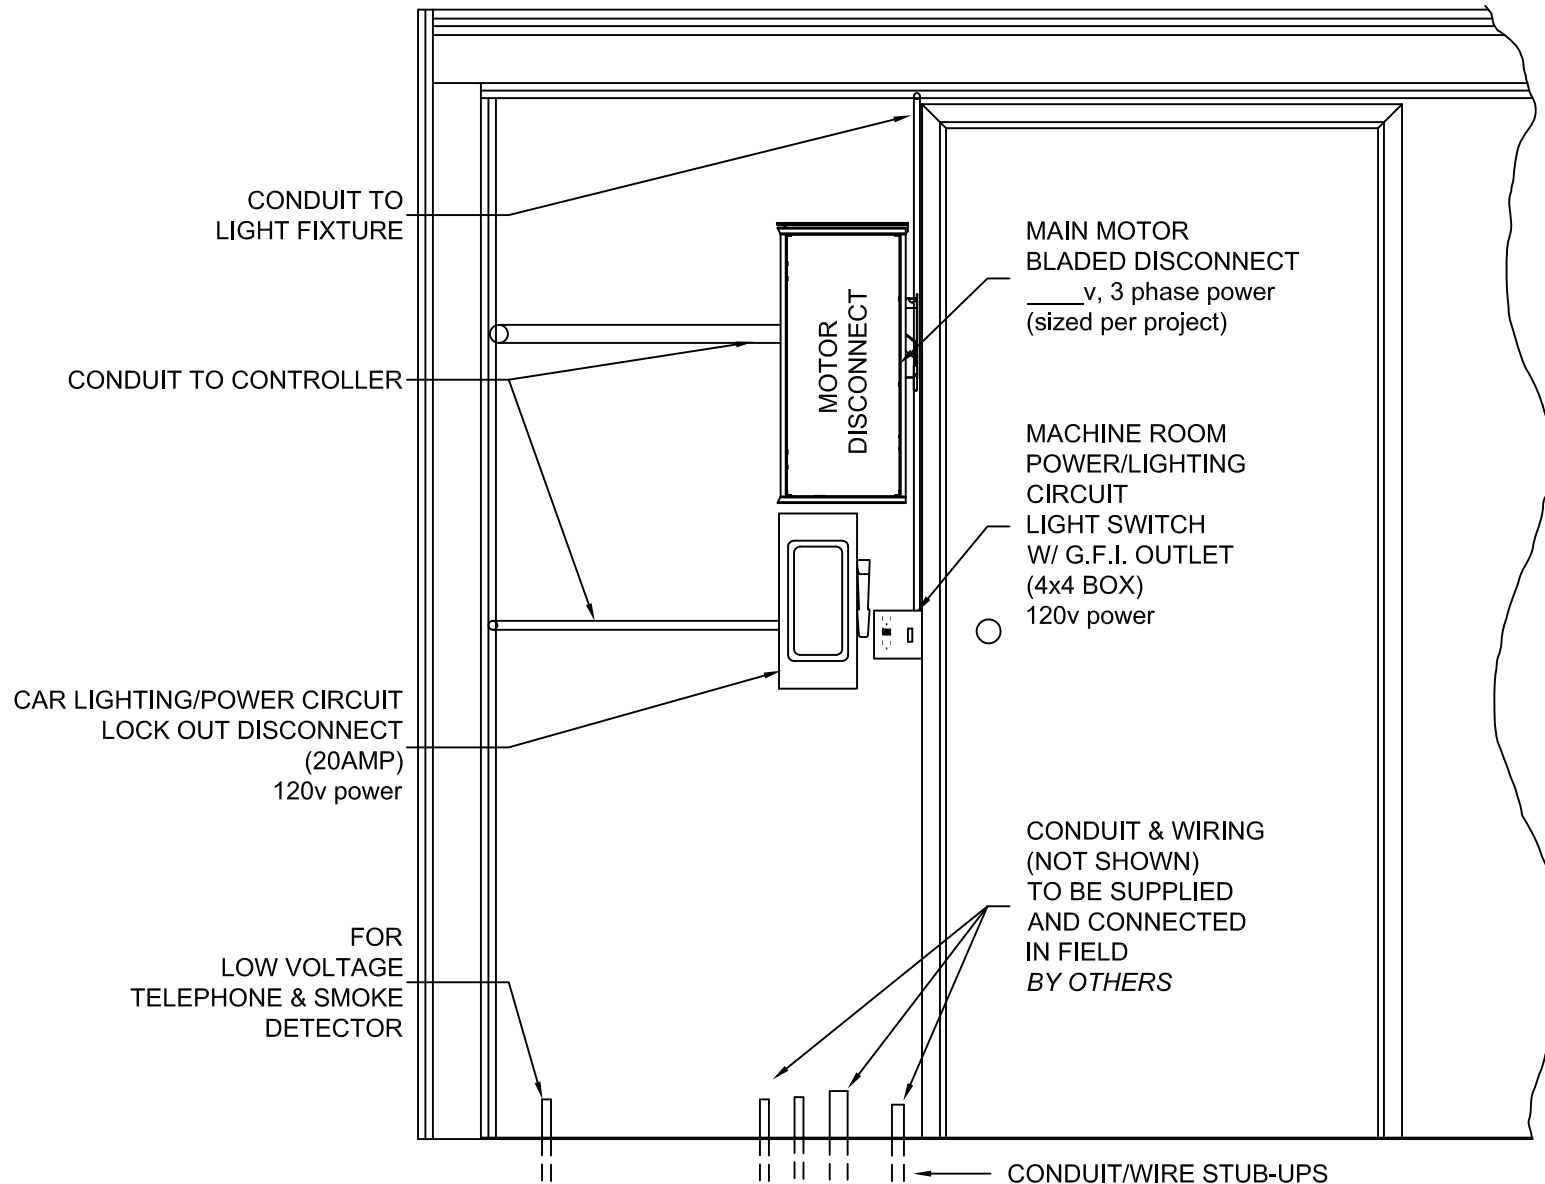 CONDUIT TO
LIGHT FIXTURE
MAIN MOTOR
BLADED DISCONNECT
____v, 3 phase power
(sized per project)
MOTOR
DISCONNECT
CONDUIT TO CONTROLLER
MACHINE ROOM
POWER/LIGHTING
CIRCUIT
LIGHT SWITCH
W/ G.F.I. OUTLET
(4x4 BOX)
120v power
CAR LIGHTING/POWER CIRCUIT
LOCK OUT DISCONNECT
(20AMP)
120v power
CONDUIT & WIRING
(NOT SHOWN)
TO BE SUPPLIED
AND CONNECTED
IN FIELD
BY OTHERS
FOR
LOW VOLTAGE
TELEPHONE & SMOKE
DETECTOR
CONDUIT/WIRE STUB-UPS